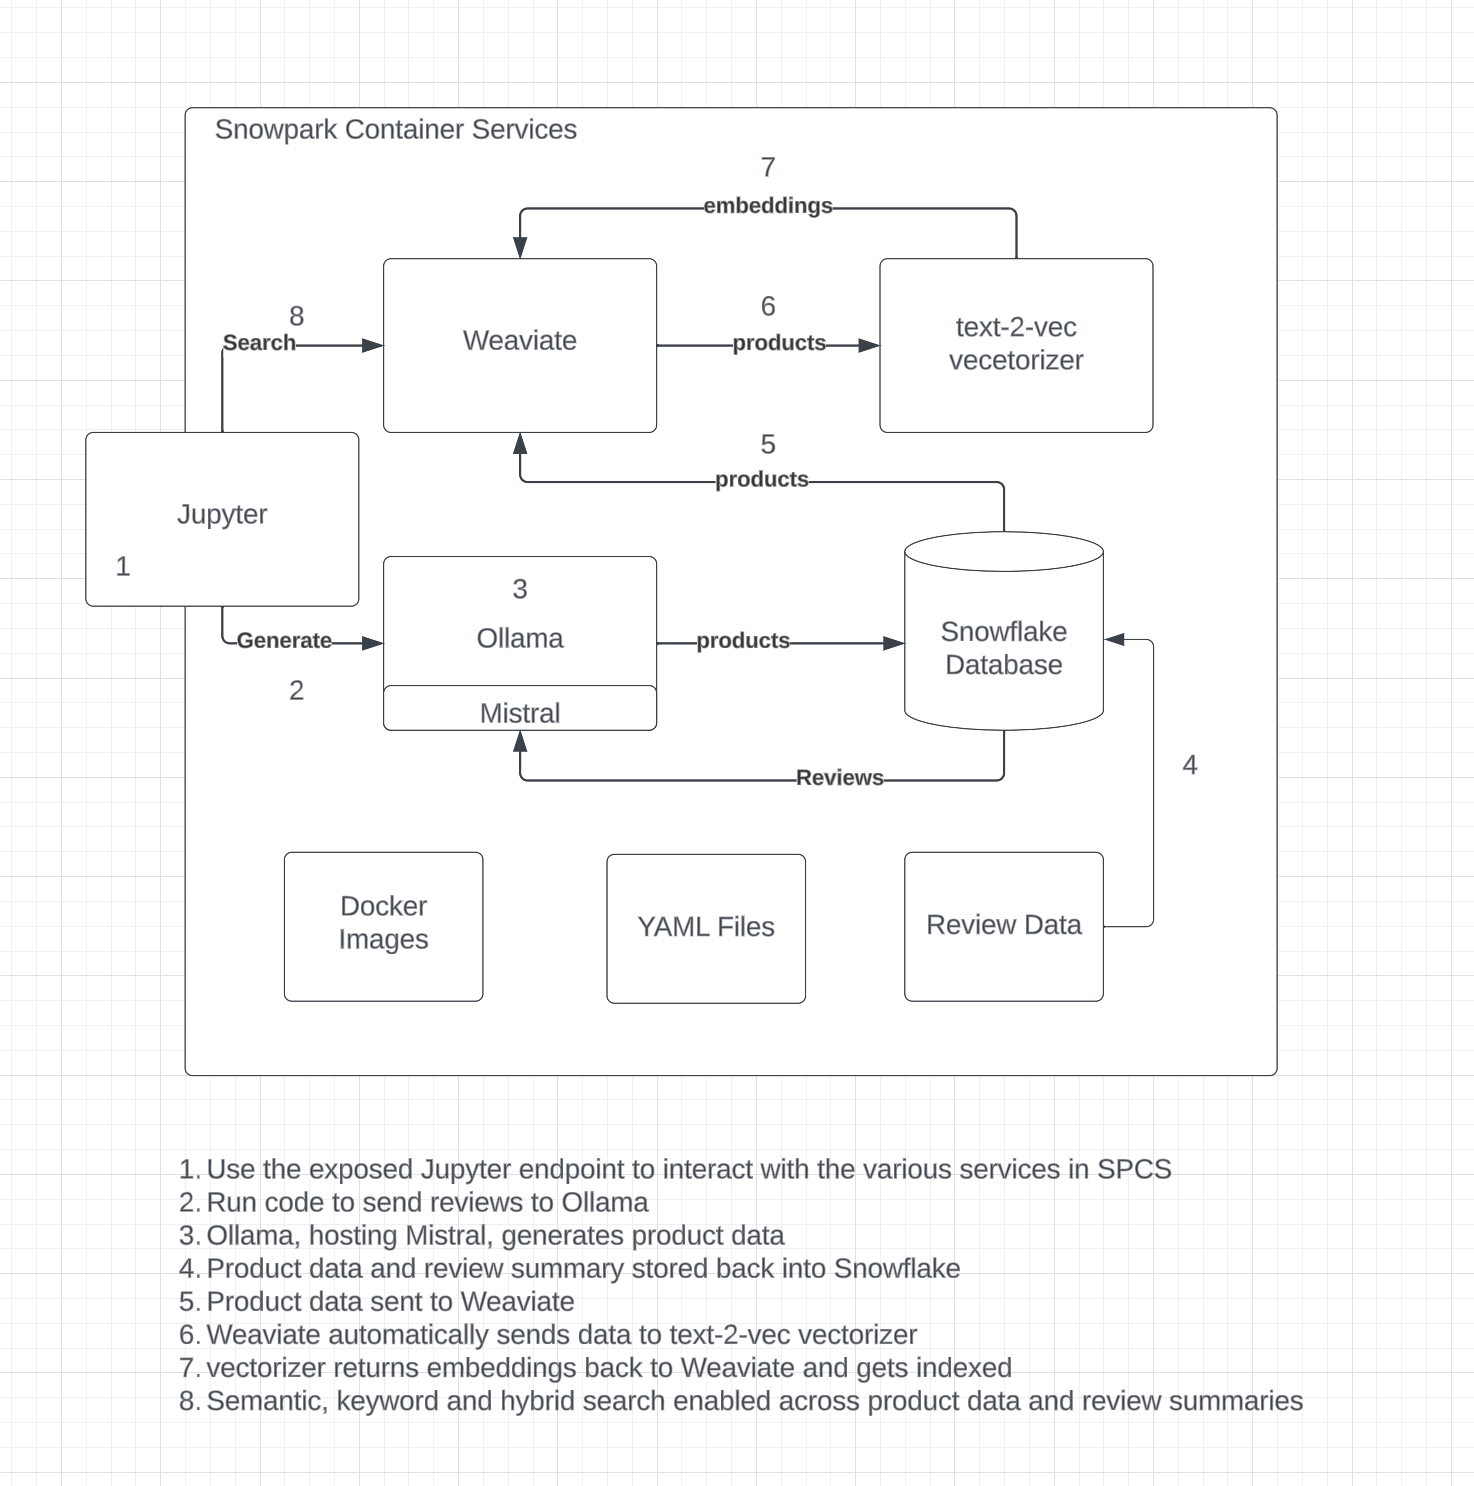 Snowpark Container Services
7
embeddings
8
Search
Weaviate
6
products
text-2-vec
vecetorizer
5
products
Jupyter
1
3
Ollama
Generate
products
Snowflake
Database
2
Mistral
Reviews
4
Docker
Images
YAML Files
Review Data
1. Use the exposed Jupyter endpoint to interact with the various services in SPCS
2. Run code to send reviews to Ollama
3. Ollama, hosting Mistral, generates product data
4. Product data and review summary stored back into Snowflake
5. Product data sent to Weaviate
6. Weaviate automatically sends data to text-2-vec vectorizer
7. vectorizer returns embeddings back to Weaviate and gets indexed
8. Semantic, keyword and hybrid search enabled across product data and review summaries